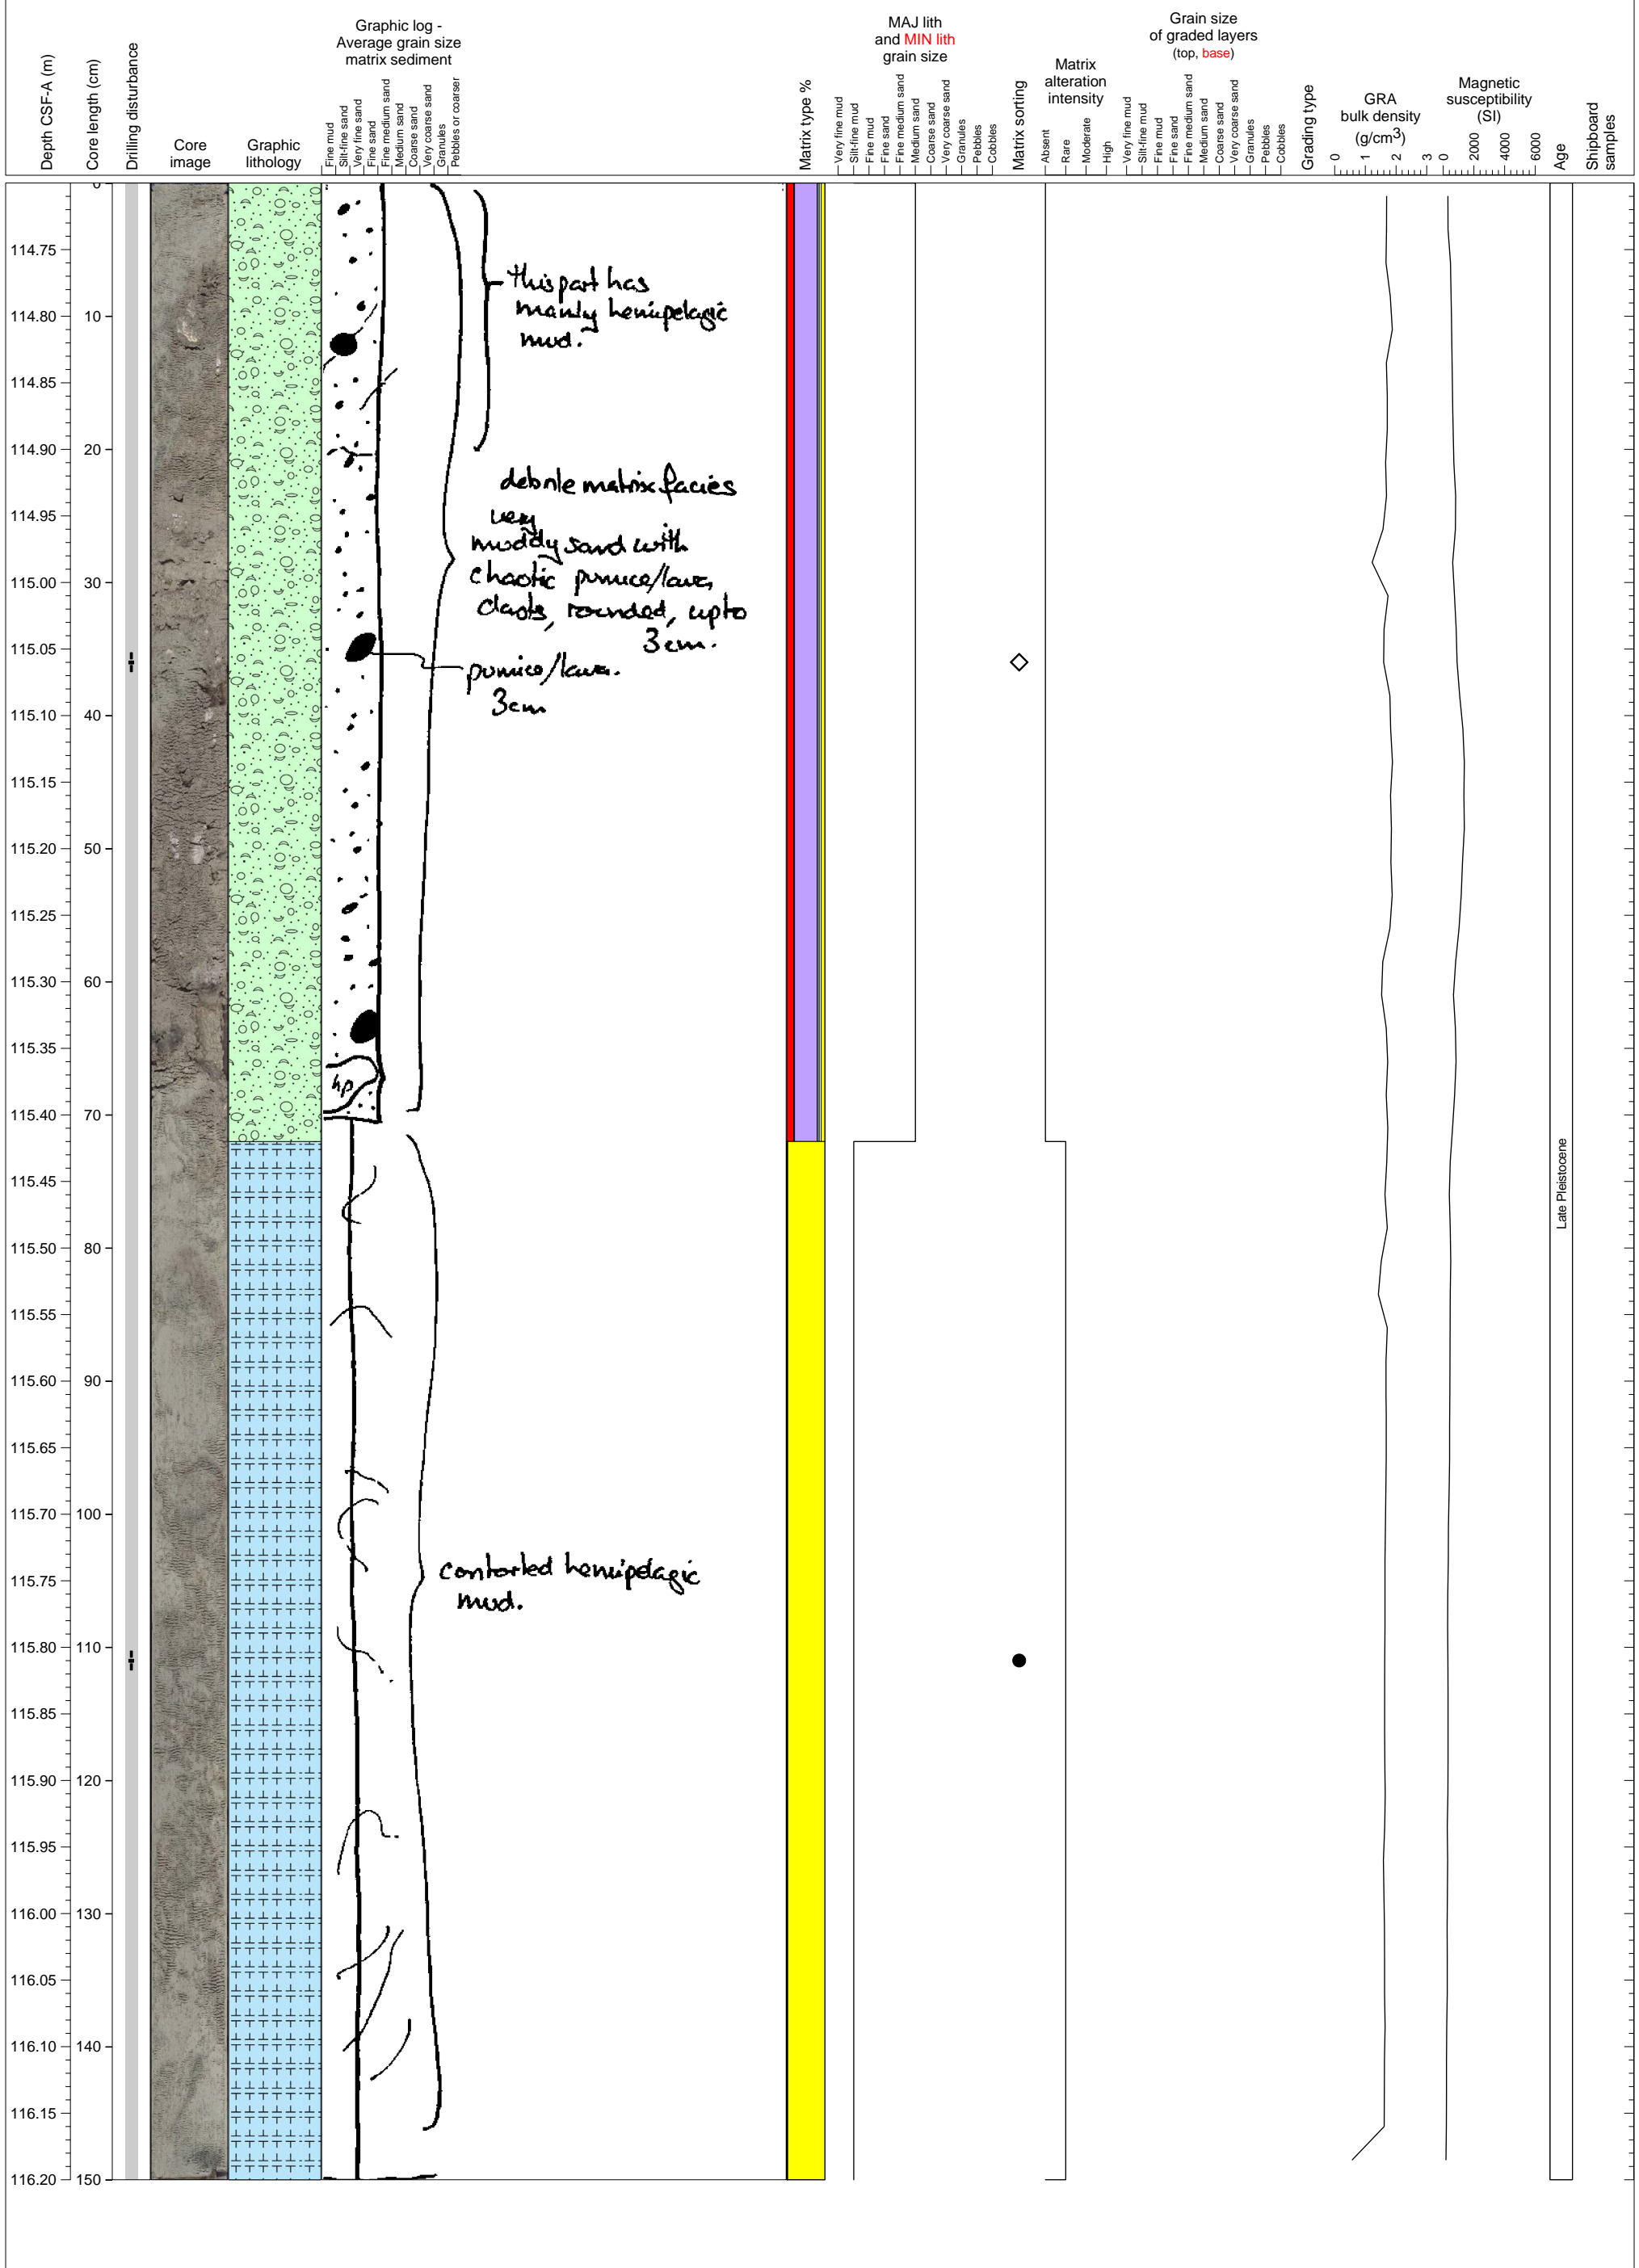 Depth CSF-A (m)
Core length (cm)
Drilling disturbance
Core
image
Graphic
lithology
Graphic log -
Average grain size
matrix sediment
Fine mud
Silt-fine sand
Very fine sand
Fine sand
Fine medium sand
Medium sand
Coarse sand
Very coarse sand
Granules
Pebbles or coarser
Matrix type %
MAJ lith
and MIN lith
grain size
Very fine mud
Silt-fine mud
Fine mud
Fine sand
Fine medium sand
Medium sand
Coarse sand
Very coarse sand
Granules
Pebbles
Cobbles
Matrix sorting
Matrix
alteration
intensity
Absent
Rare
Moderate
High
Grain size
of graded layers
(top, base)
Very fine mud
Silt-fine mud
Fine mud
Fine sand
Fine medium sand
Medium sand
Coarse sand
Very coarse sand
Granules
Pebbles
Cobbles
Grading type
GRA
bulk density
(g/cm3)
0 1 2 3
Magnetic
susceptibility
(SI)
0 2000 4000 6000
Age
Shipboard
samples
0
114.75
114.80 10
114.85
114.90 20
114.95
115.00 30
115.05
115.10 40
115.15
115.20 50
115.25
115.30 60
115.35
115.40 70
115.45
115.50 80
115.55
115.60 90
115.65
115.70 100
115.75
115.80 110
115.85
115.90 120
115.95
116.00 130
116.05
116.10 140
116.15
116.20 150
this part has
mainly hemipelagic
mud.
debrite matrix facies
very
muddy sand with
chaotic pumice/lava
clasts, rounded, up to
3cm.
pumice/lava.
3cm
hp
contorted hemipelagic
mud.
Late Pleistocene